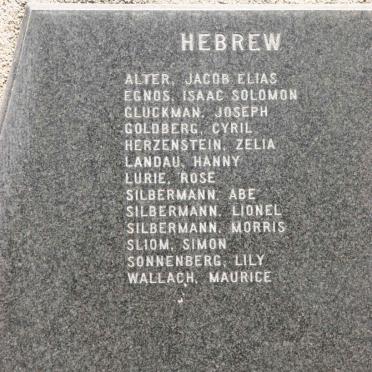 HEBREW
ALTER, JACOB ELIAS
EGNOS, ISAAC SOLOMON
GLUCKMAN, JOSEPH
GOLDBERG, CYRIL
HERZENSTEIN, ZELIA
LANDAU, HANNY
LURIE, ROSE
SILBERMANN, ABE
SILBERMANN, LIONEL
SILBERMANN, MORRIS
SLIOM, SIMON
SONNENBERG, LILY
WALLACH, MAURICE